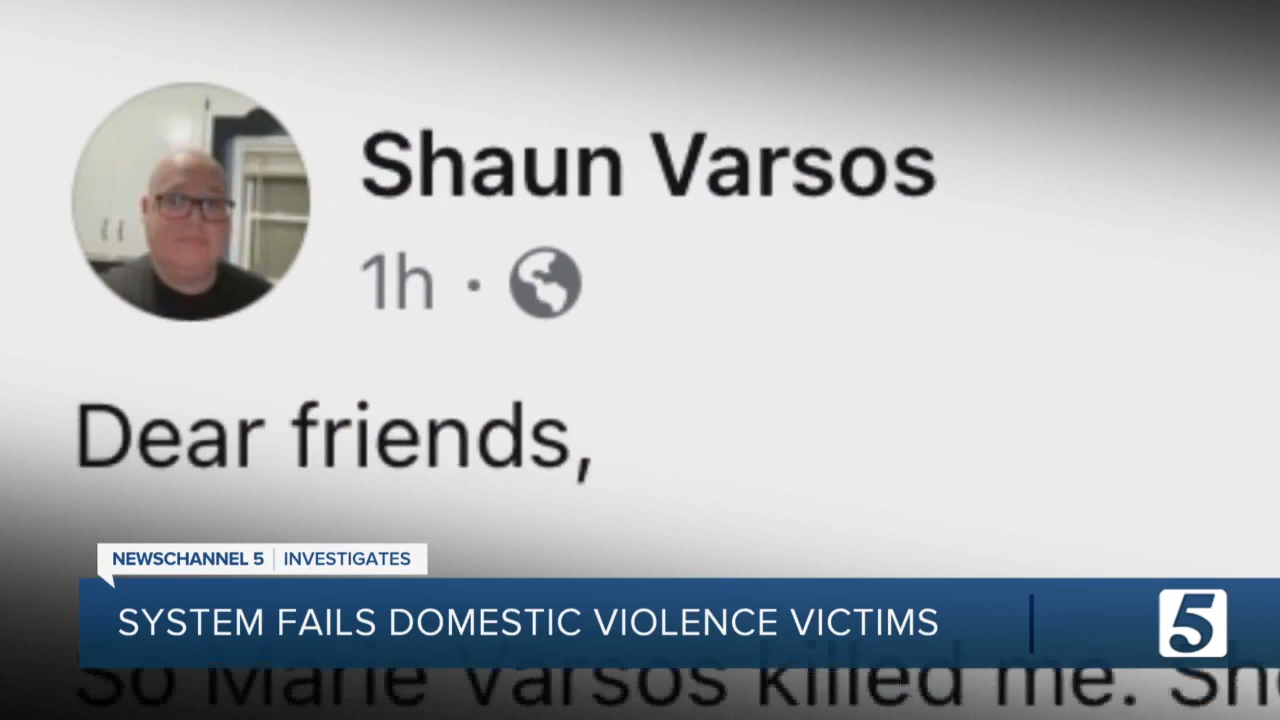 Shaun Varsos
1h ·
Dear friends,
NEWSCHANNEL 5 | INVESTIGATES
SYSTEM FAILS DOMESTIC VIOLENCE VICTIMS
5
So Marie Varsos killed me. She